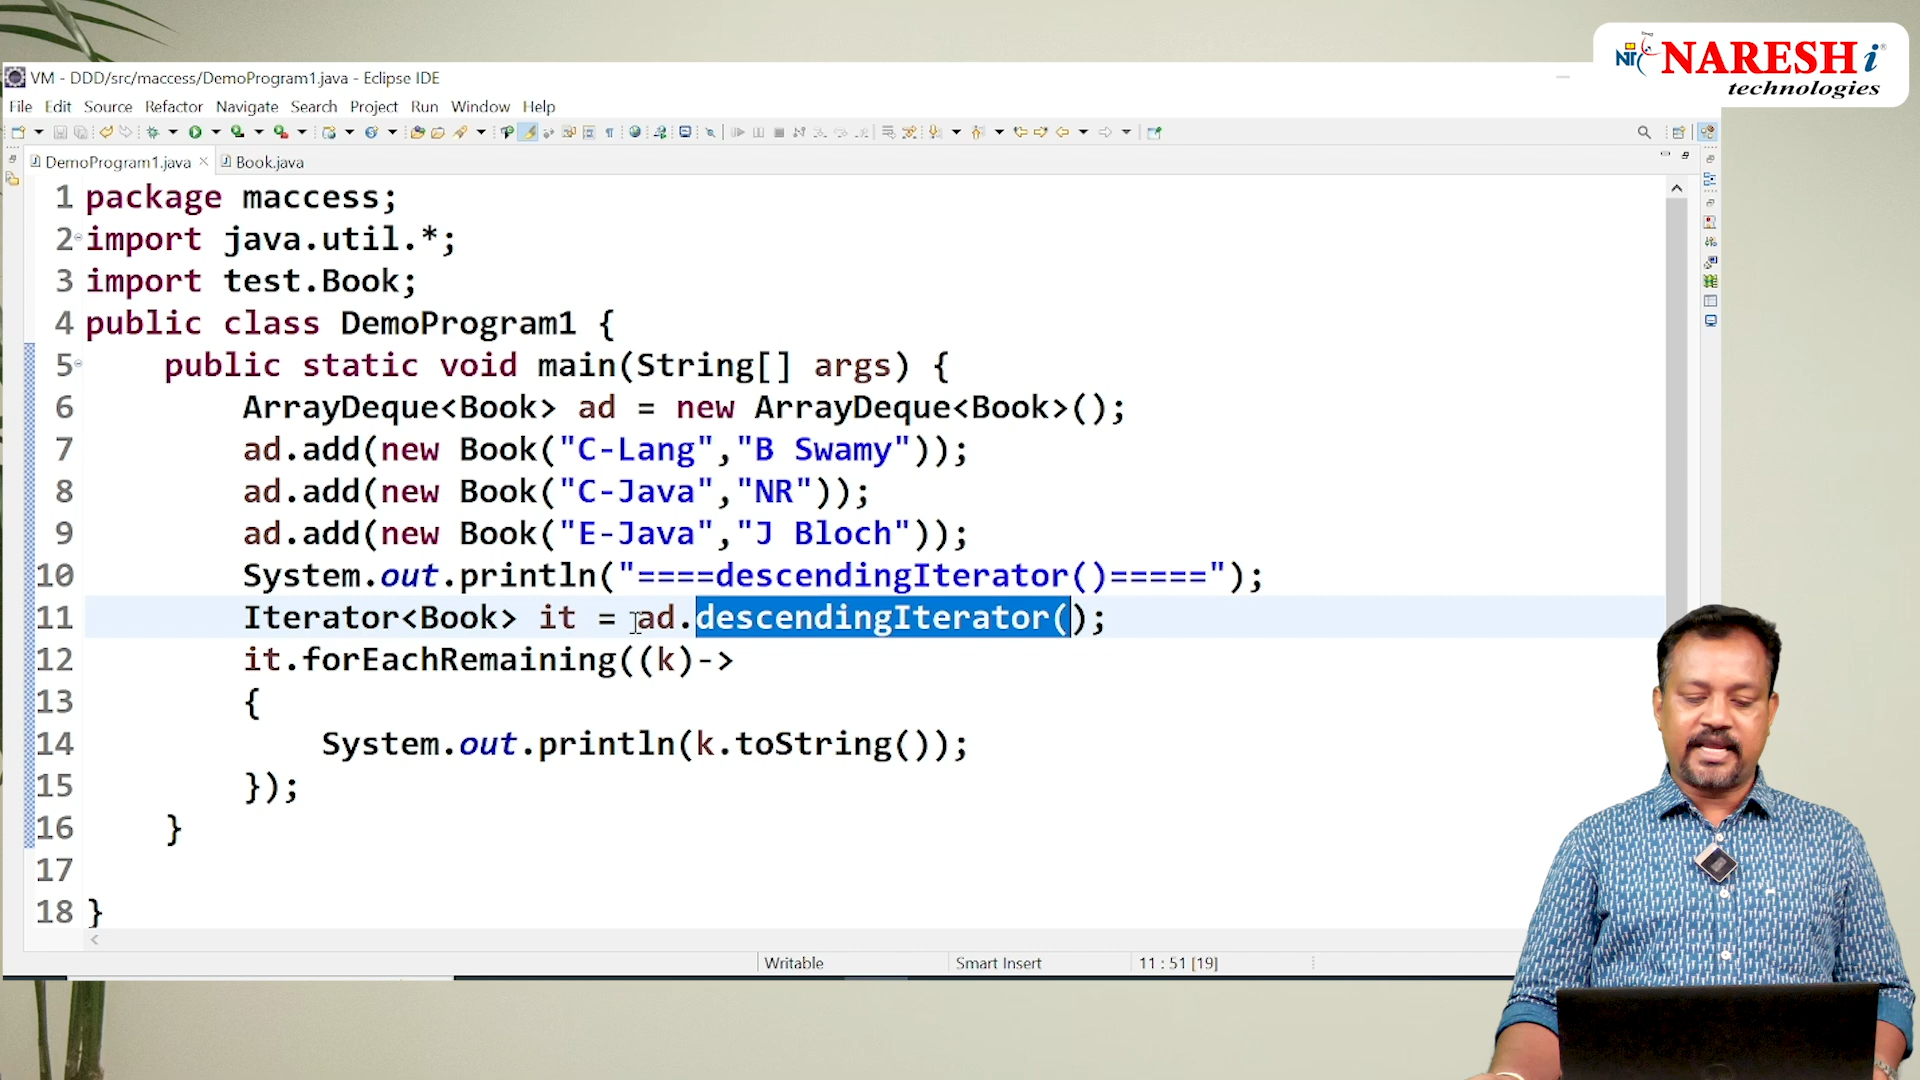 NARESH i
technologies
VM - DDD/src/maccess/DemoProgram1.java - Eclipse IDE
File Edit Source Refactor Navigate Search Project Run Window Help
DemoProgram1.java Book.java
1 package maccess;
2 import java.util.*;
3 import test.Book;
4 public class DemoProgram1 {
5 public static void main(String[] args) {
6 ArrayDeque<Book> ad = new ArrayDeque<Book>();
7 ad.add(new Book("C-Lang","B Swamy"));
8 ad.add(new Book("C-Java","NR"));
9 ad.add(new Book("E-Java","J Bloch"));
10 System.out.println("====descendingIterator()=====");
11 Iterator<Book> it = ad.descendingIterator();
12 it.forEachRemaining((k)->
13 {
14 System.out.println(k.toString());
15 });
16 }
17
18 }
Writable Smart Insert 11 : 51 [19]